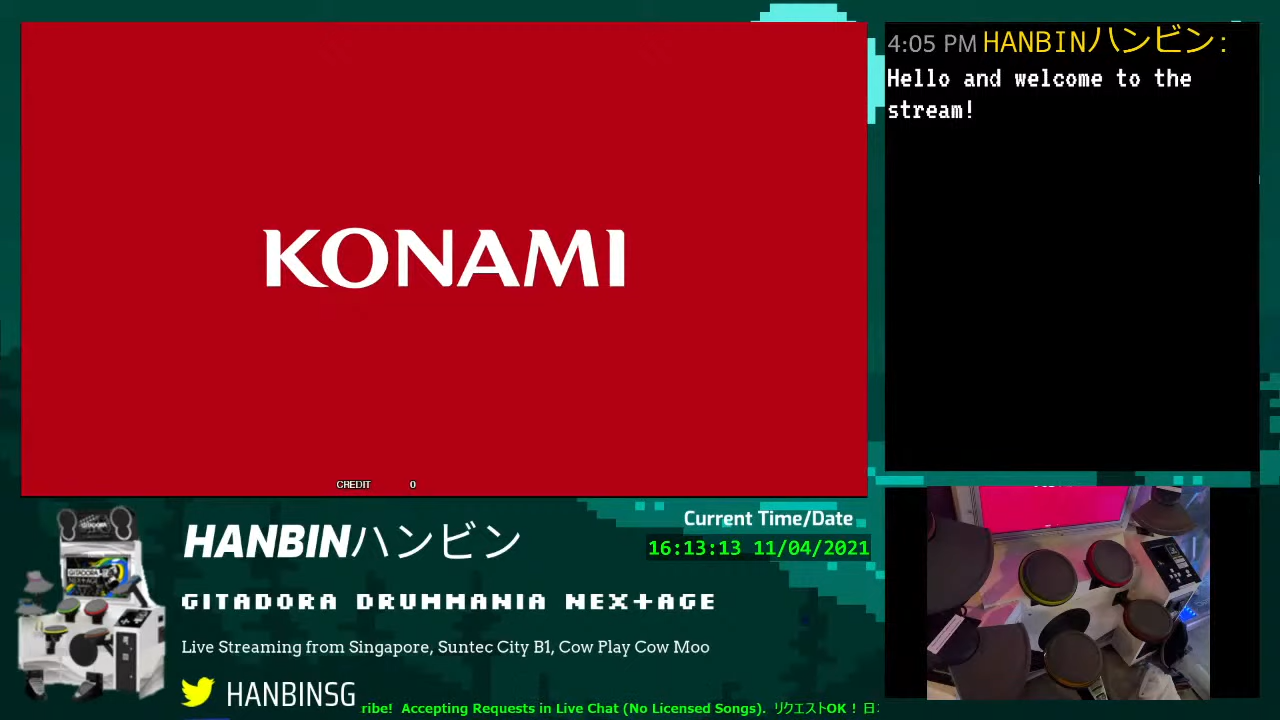 KONAMI
CREDIT 0
4:05 PM HANBINハンビン:
Hello and welcome to the
stream!
HANBINハンビン
Current Time/Date
16:13:13 11/04/2021
GITADORA DRUMMANIA NEX+AGE
Live Streaming from Singapore, Suntec City B1, Cow Play Cow Moo
HANBINSG
ribe! Accepting Requests in Live Chat (No Licensed Songs). リクエストOK！日
GITADORA
NEX+AGE